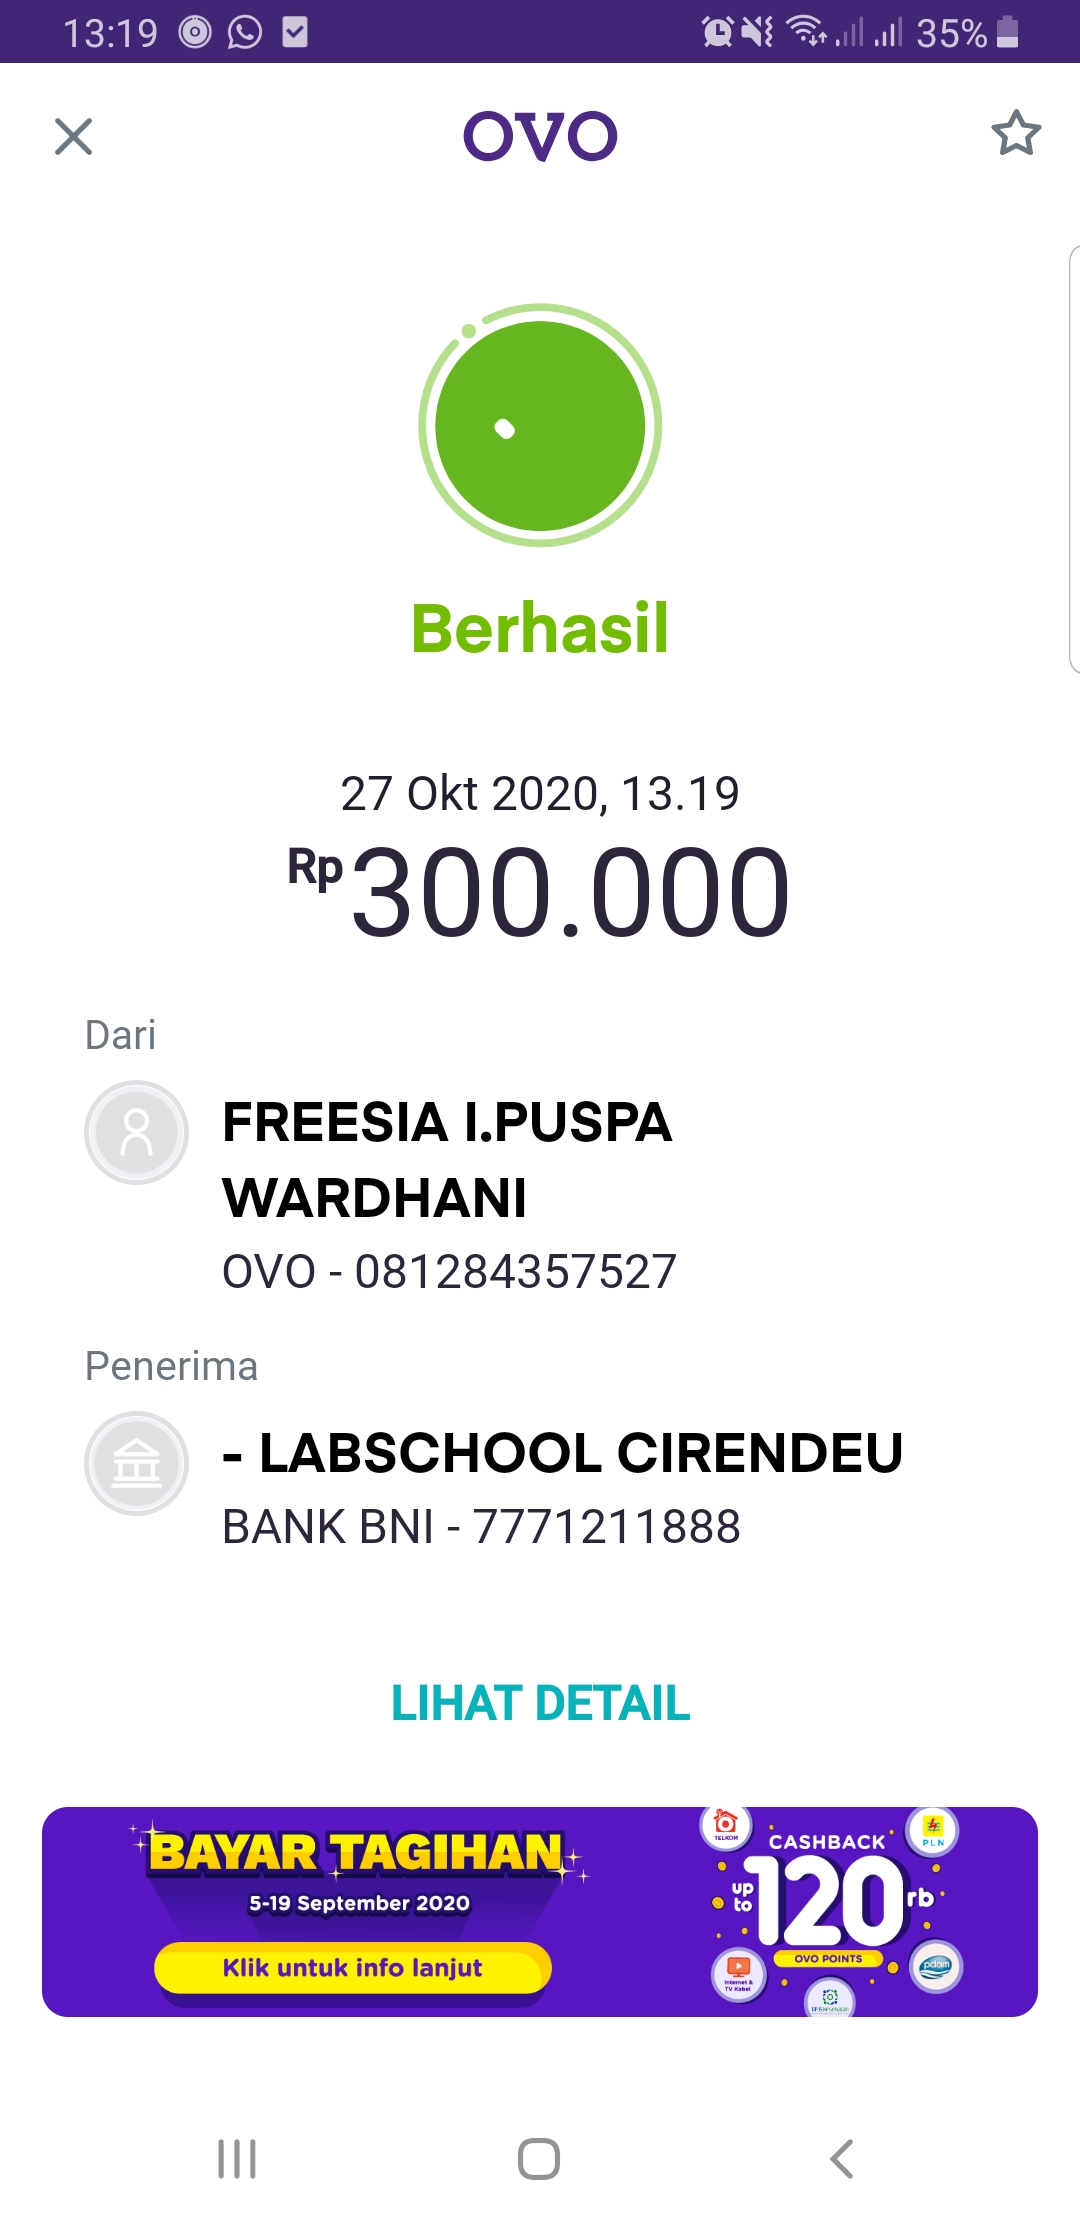 13:19
35%
OVO
Berhasil
27 Okt 2020, 13.19
Rp300.000
Dari
FREESIA I.PUSPA
WARDHANI
OVO - 081284357527
Penerima
- LABSCHOOL CIRENDEU
BANK BNI - 7771211888
LIHAT DETAIL
BAYAR TAGIHAN
5-19 September 2020
Klik untuk info lanjut
TELKOM
CASHBACK
PLN
up to 120rb
OVO POINTS
Internet &
TV Kabel
pdam